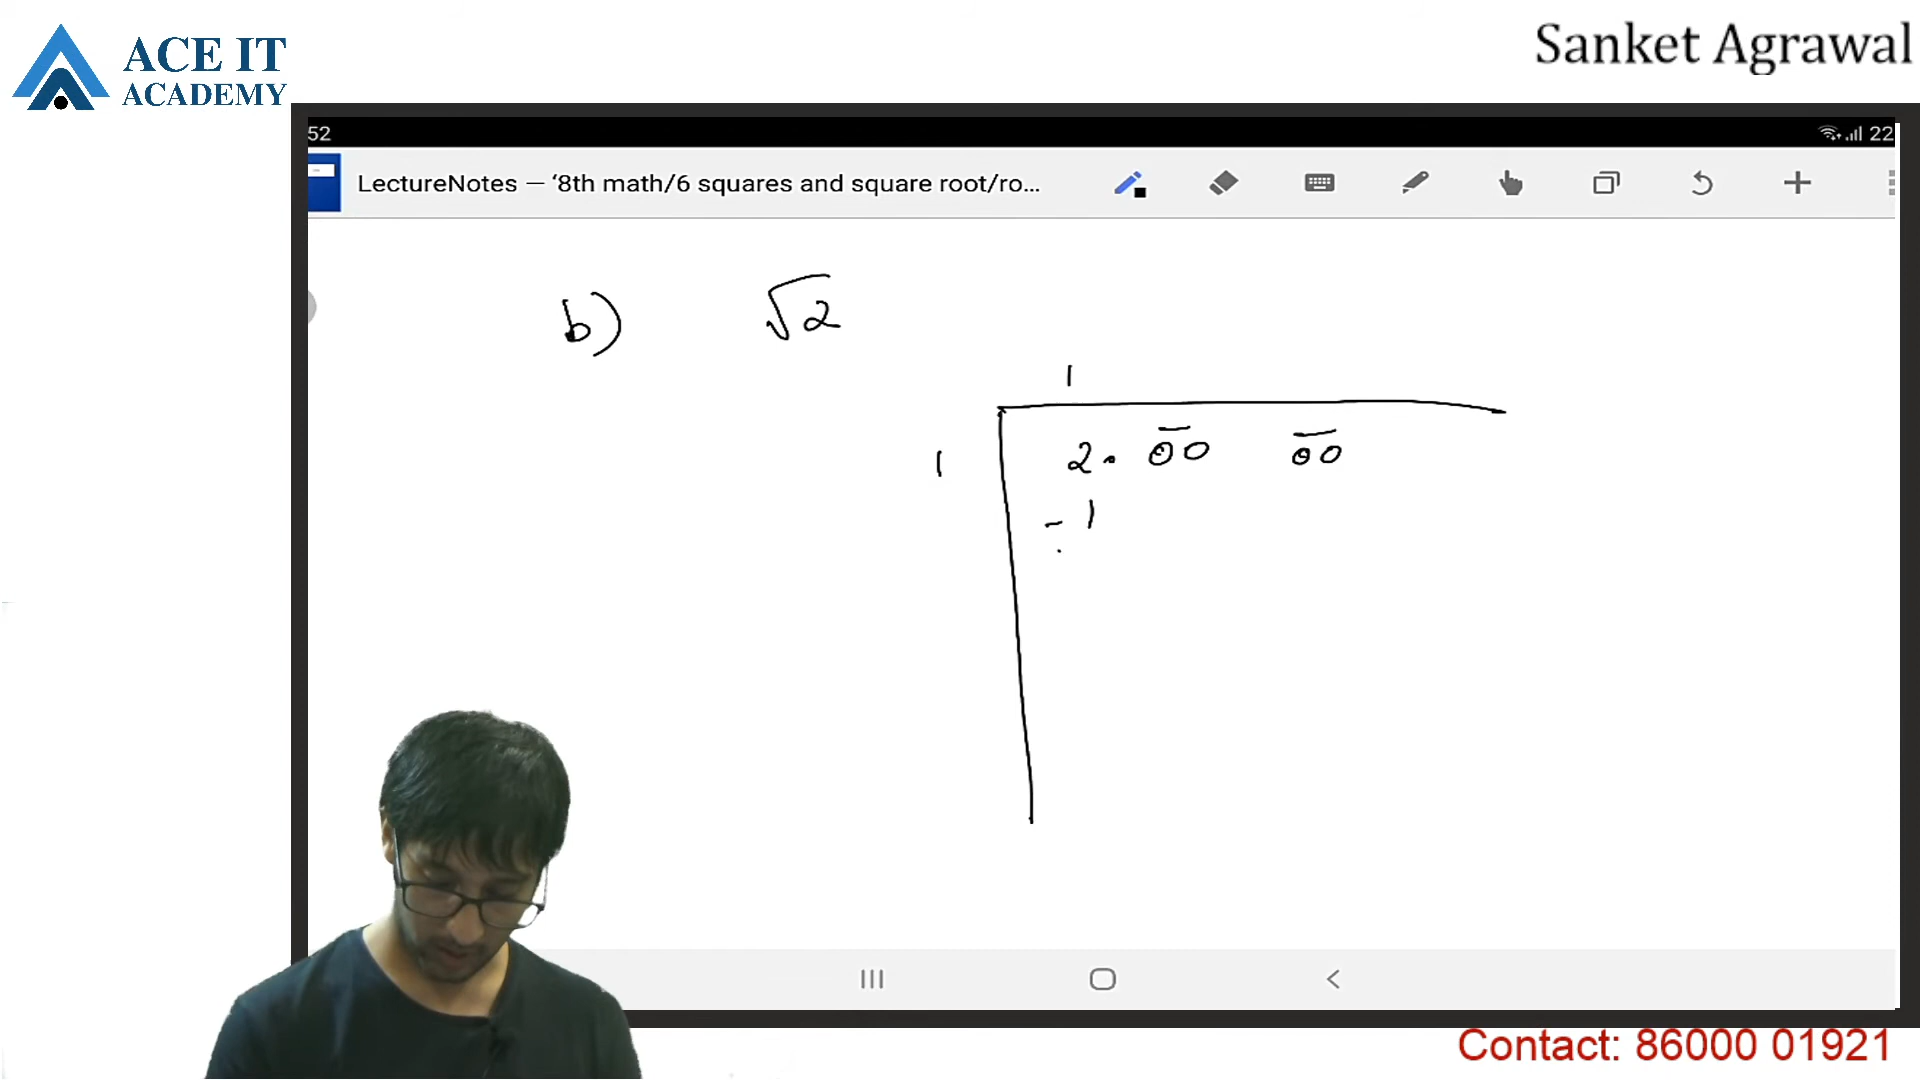 ACE IT
ACADEMY
Sanket Agrawal
52
22
LectureNotes — ‘8th math/6 squares and square root/ro...
b) √2
1
1 2. 00 00
- 1
Contact: 86000 01921